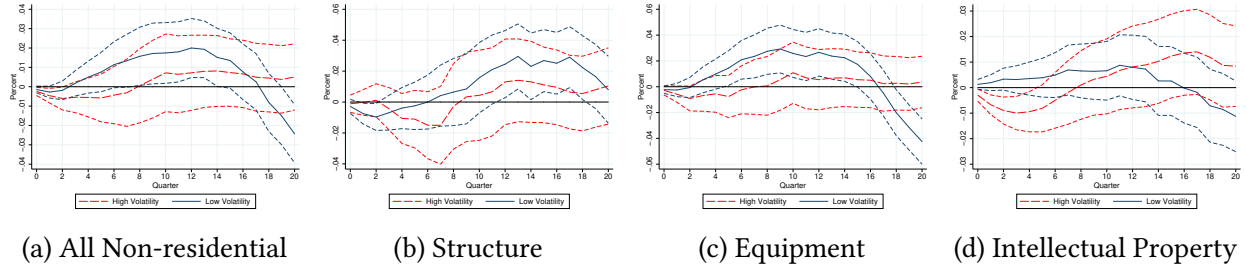 .04
.03
.02
.01
0
-.01
-.02
-.03
-.04
Percent
0 2 4 6 8 10 12 14 16 18 20
Quarter
High Volatility Low Volatility
(a) All Non-residential
.06
.04
.02
0
-.02
-.04
Percent
0 2 4 6 8 10 12 14 16 18 20
Quarter
High Volatility Low Volatility
(b) Structure
.06
.04
.02
0
-.02
-.04
-.06
Percent
0 2 4 6 8 10 12 14 16 18 20
Quarter
High Volatility Low Volatility
(c) Equipment
.03
.02
.01
0
-.01
-.02
-.03
Percent
0 2 4 6 8 10 12 14 16 18 20
Quarter
High Volatility Low Volatility
(d) Intellectual Property